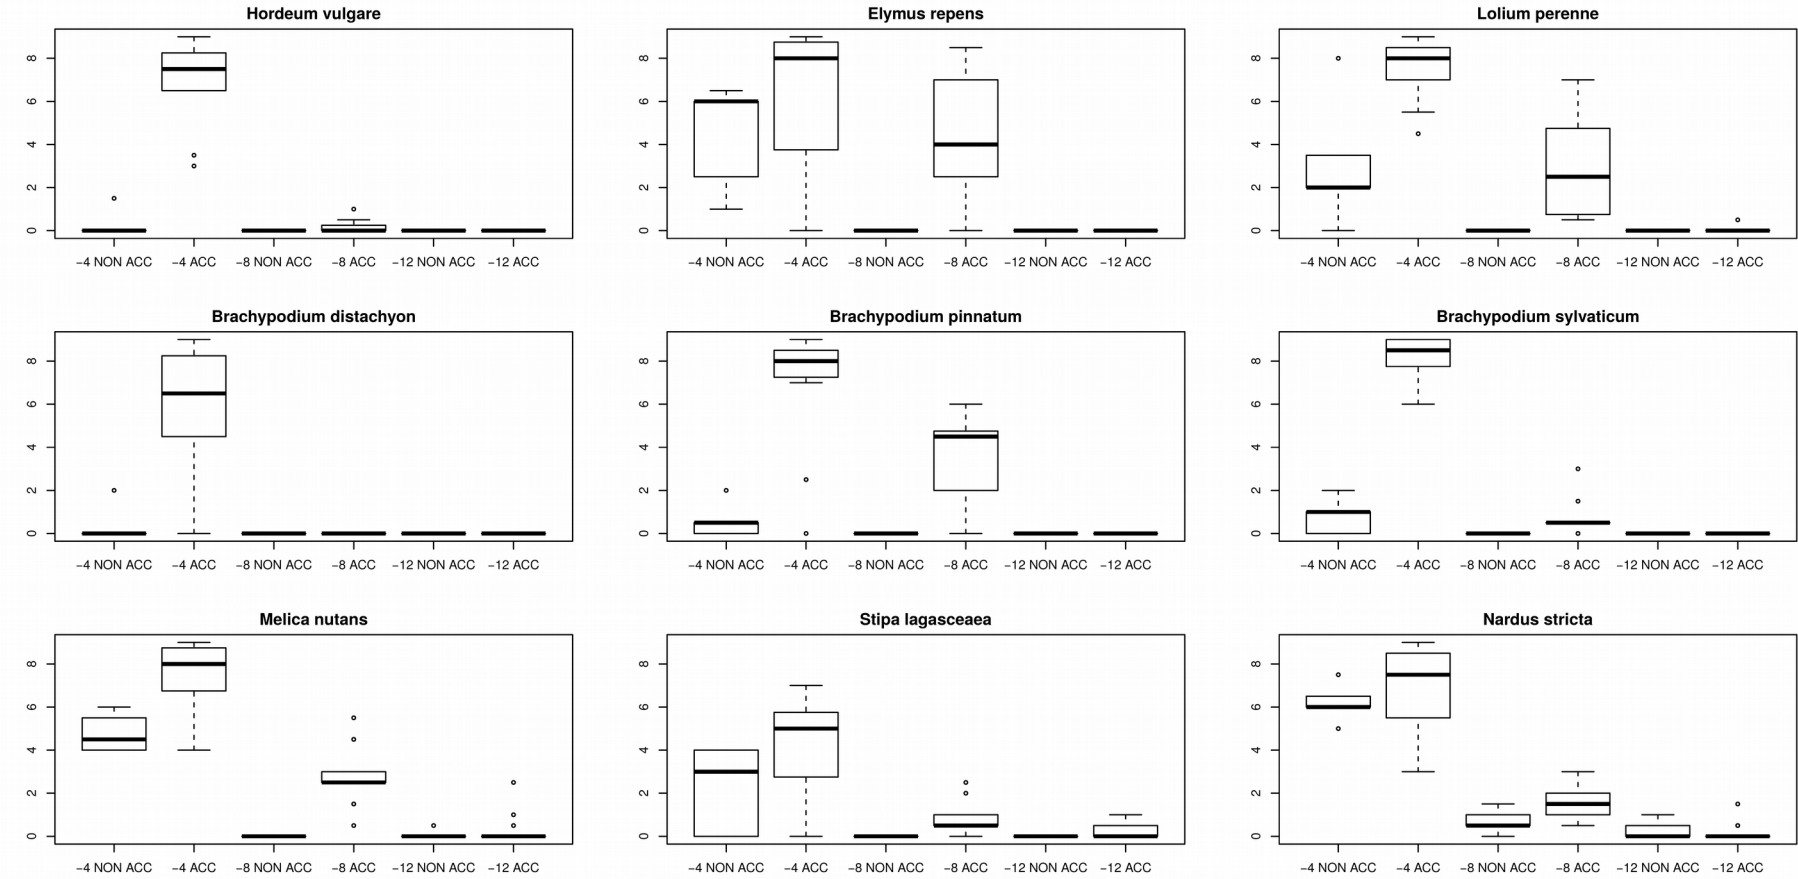 Hordeum vulgare
Elymus repens
Lolium perenne
8
6
4
2
0
8
6
4
2
0
8
6
4
2
0
−4 NON ACC −4 ACC −8 NON ACC −8 ACC −12 NON ACC −12 ACC
−4 NON ACC −4 ACC −8 NON ACC −8 ACC −12 NON ACC −12 ACC
−4 NON ACC −4 ACC −8 NON ACC −8 ACC −12 NON ACC −12 ACC
Brachypodium distachyon
Brachypodium pinnatum
Brachypodium sylvaticum
8
6
4
2
0
8
6
4
2
0
8
6
4
2
0
−4 NON ACC −4 ACC −8 NON ACC −8 ACC −12 NON ACC −12 ACC
−4 NON ACC −4 ACC −8 NON ACC −8 ACC −12 NON ACC −12 ACC
−4 NON ACC −4 ACC −8 NON ACC −8 ACC −12 NON ACC −12 ACC
Melica nutans
Stipa lagasceaea
Nardus stricta
8
6
4
2
0
8
6
4
2
0
8
6
4
2
0
−4 NON ACC −4 ACC −8 NON ACC −8 ACC −12 NON ACC −12 ACC
−4 NON ACC −4 ACC −8 NON ACC −8 ACC −12 NON ACC −12 ACC
−4 NON ACC −4 ACC −8 NON ACC −8 ACC −12 NON ACC −12 ACC